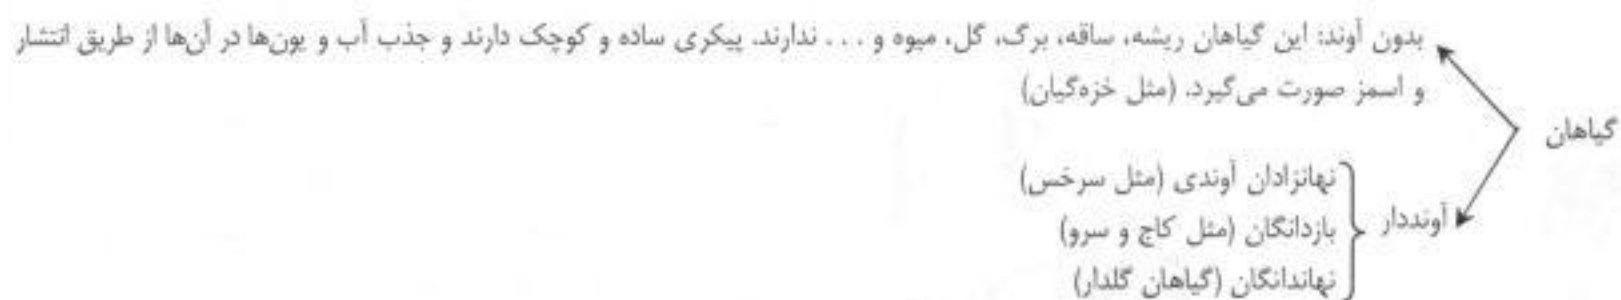 بدون آوند: این گیاهان ریشه، ساقه، برگ، گل، میوه و . . . ندارند. پیکری ساده و کوچک دارند و جذب آب و یون‌ها در آن‌ها از طریق انتشار
و اسمز صورت می‌گیرد. (مثل خزه‌گیان)
گیاهان
نهانزادان آوندی (مثل سرخس)
آونددار
بازدانگان (مثل کاج و سرو)
نهاندانگان (گیاهان گلدار)